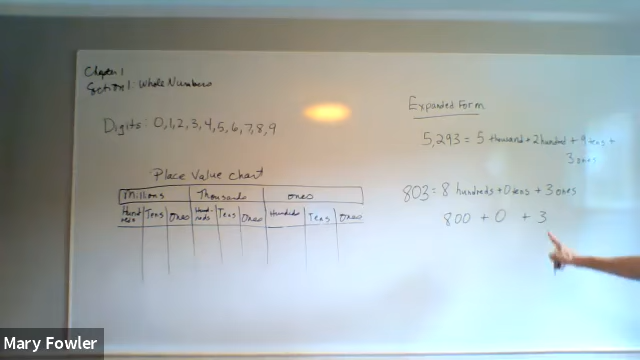 Chapter 1
Section 1: Whole Numbers
Digits: 0,1,2,3,4,5,6,7,8,9
Place Value Chart
Millions Thousands ones
Hundreds Tens Ones Hundreds Tens Ones Hundreds Tens Ones
Expanded Form
5,293 = 5 thousand + 2 hundred + 9 tens +
3 ones
803 = 8 hundreds + 0 tens + 3 ones
800 + 0 + 3
Mary Fowler